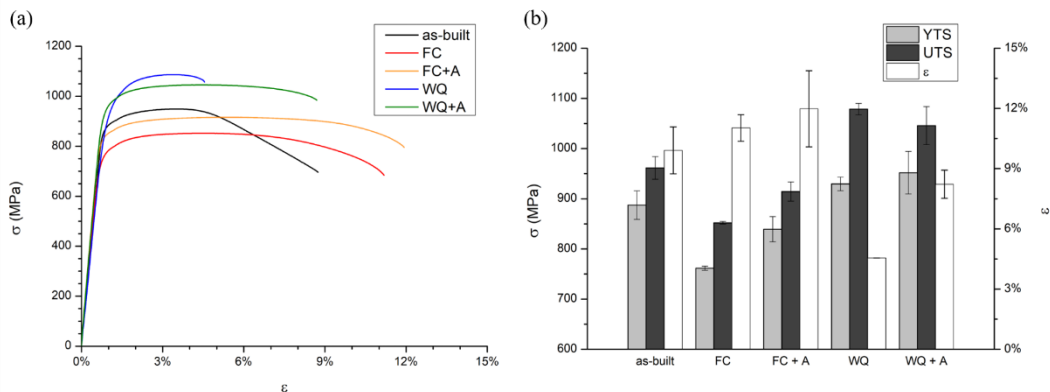 (a)
1200
1000
800
600
400
200
0
σ (MPa)
0% 3% 6% 9% 12% 15%
ε
as-built
FC
FC+A
WQ
WQ+A
(b)
1200
1100
1000
900
800
700
600
σ (MPa)
YTS
UTS
ε
15%
12%
9%
6%
3%
0%
ε
as-built FC FC + A WQ WQ + A